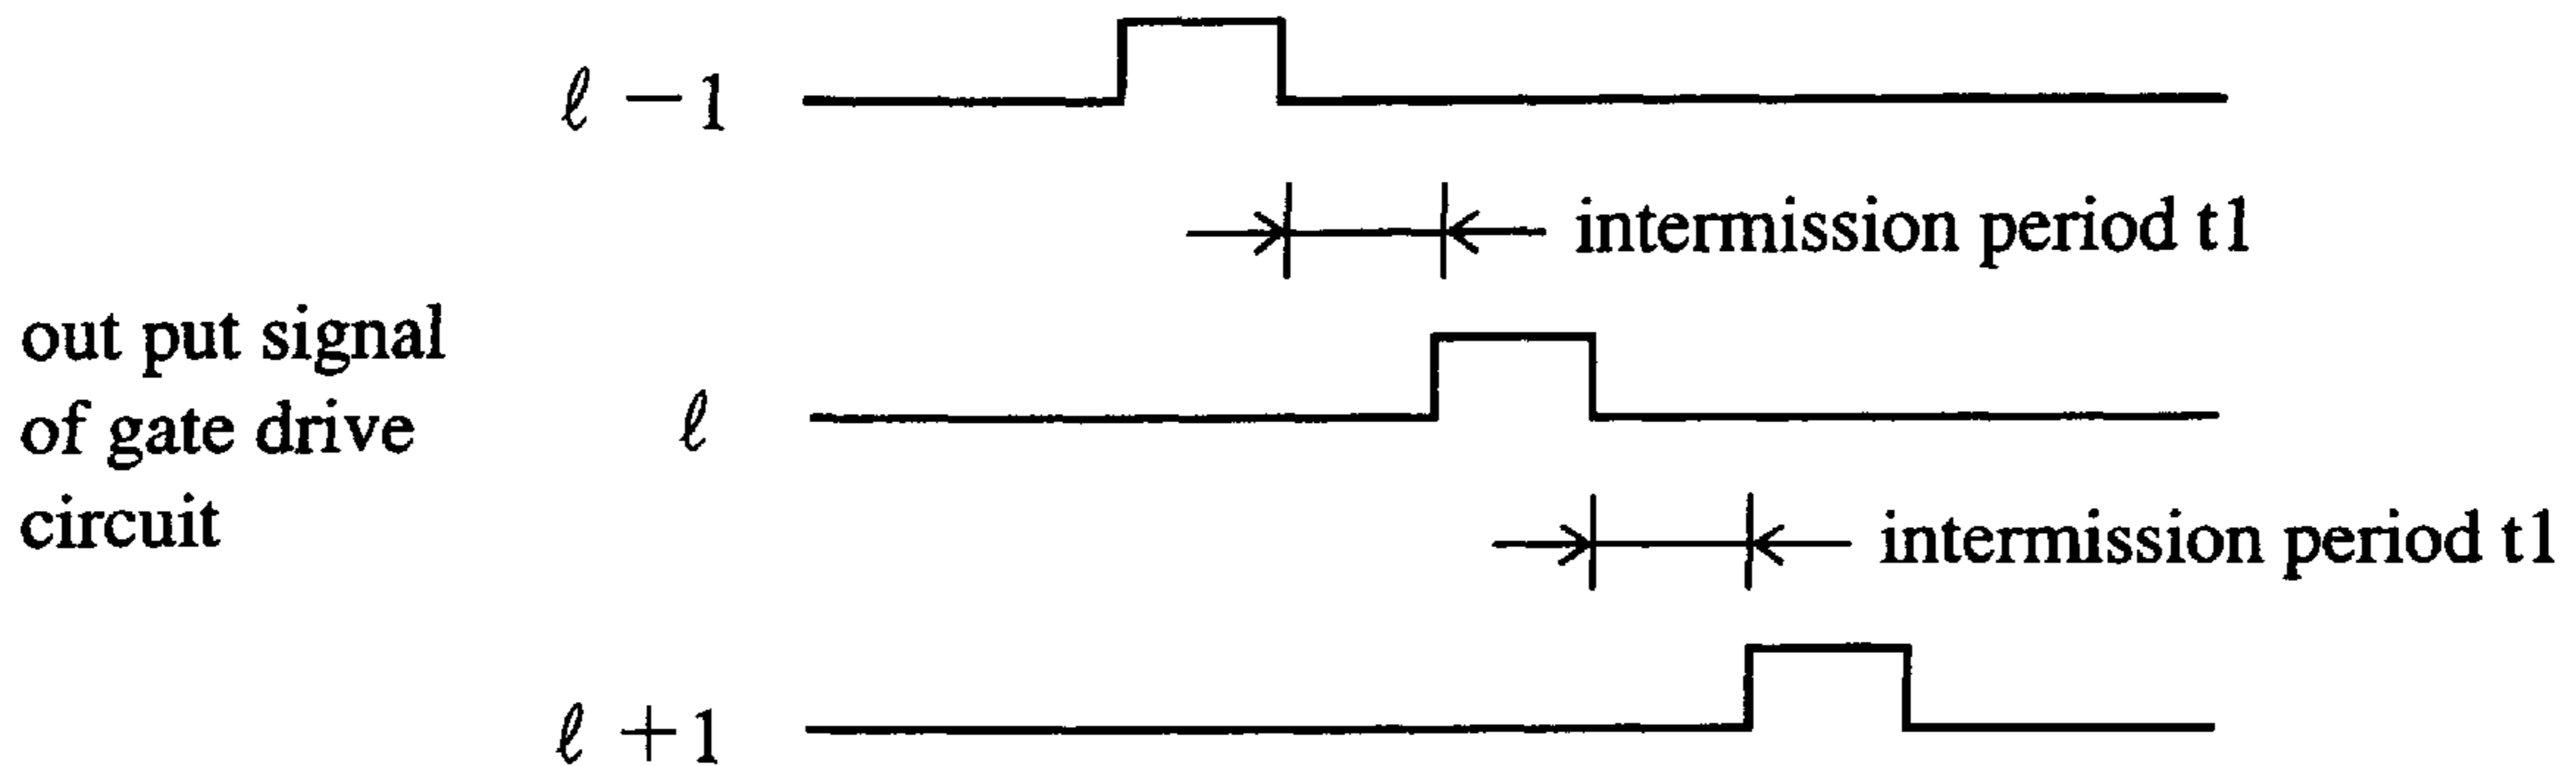 ℓ −1
intermission period t1
out put signal
of gate drive
circuit
ℓ
intermission period t1
ℓ +1